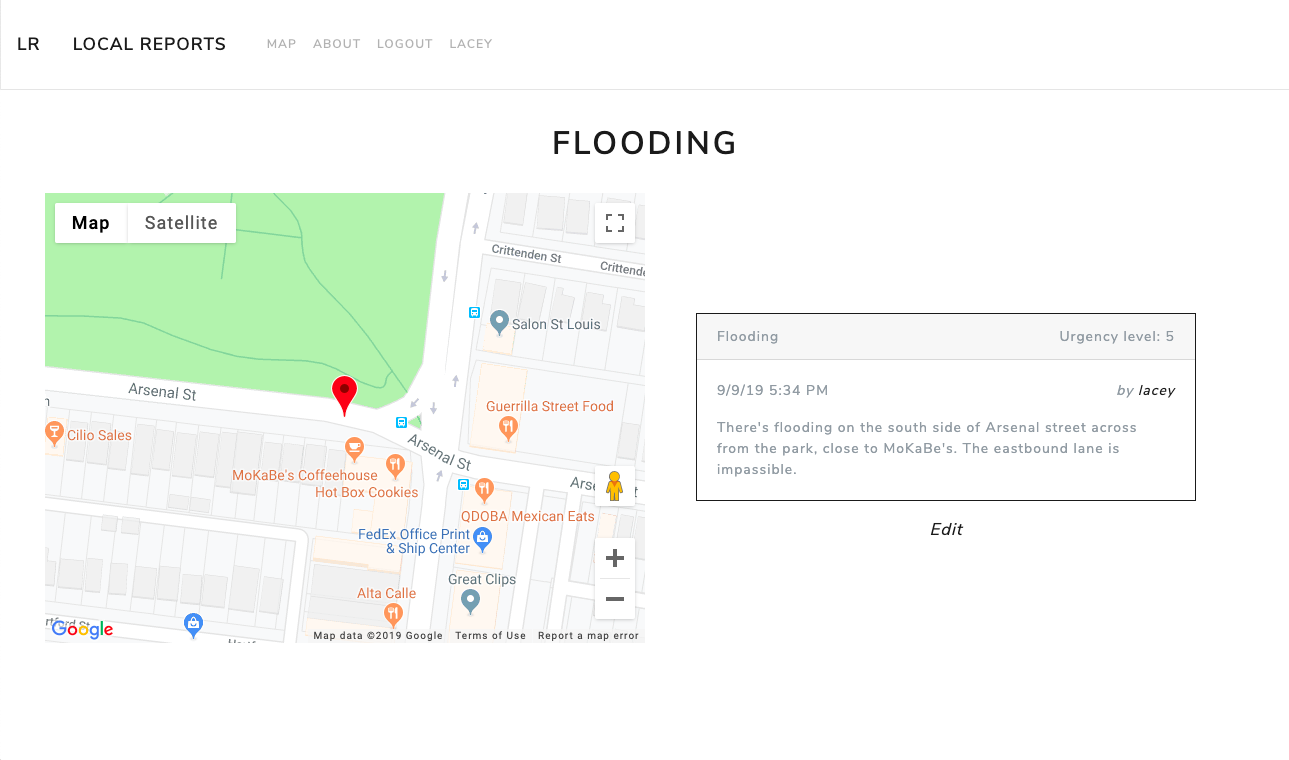 LR LOCAL REPORTS MAP ABOUT LOGOUT LACEY
FLOODING
Map Satellite
Crittenden St
Crittend
Salon St Louis
Arsenal St
Guerrilla Street Food
Cilio Sales
Arsenal St
MoKaBe's Coffeehouse
Hot Box Cookies
QDOBA Mexican Eats
FedEx Office Print
& Ship Center
Great Clips
Alta Calle
Google
Map data ©2019 Google Terms of Use Report a map error
Flooding Urgency level: 5
9/9/19 5:34 PM by lacey
There's flooding on the south side of Arsenal street across
from the park, close to MoKaBe's. The eastbound lane is
impassible.
Edit